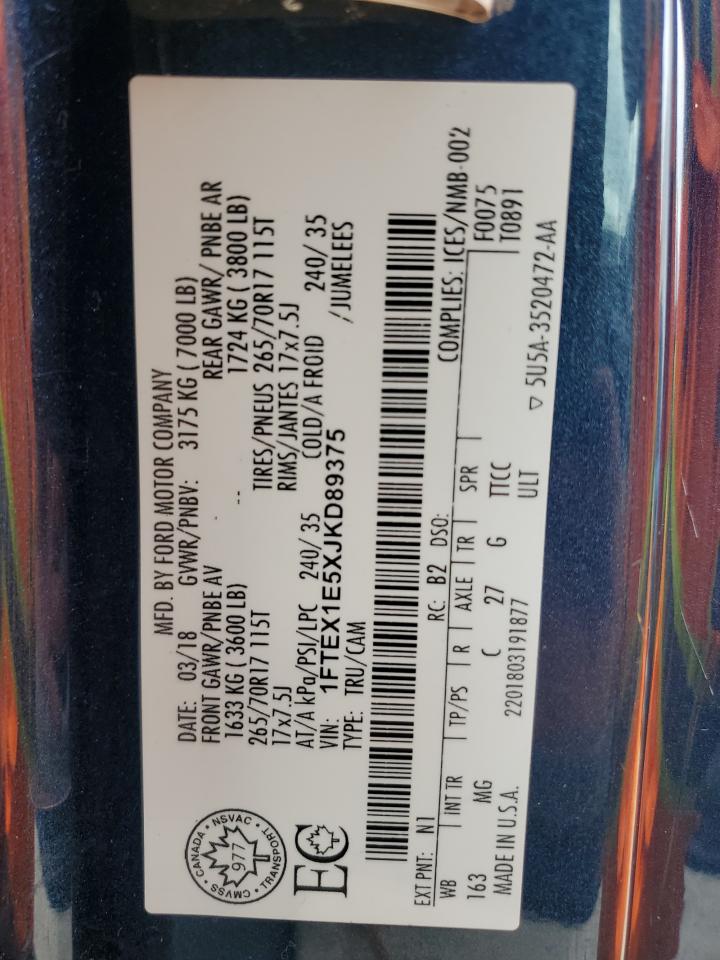 MFD. BY FORD MOTOR COMPANY
DATE: 03/18 GVWR/PNBV: 3175 KG ( 7000 LB)
FRONT GAWR/PNBE AV REAR GAWR/ PNBE AR
1633 KG (3600 LB) -- 1724 KG ( 3800 LB)
265/70R17 115T TIRES/PNEUS 265/70R17 115T
17x7.5J RIMS/JANTES 17x7.5J
AT/A kPa/PSI/LPC 240/ 35 COLD/A FROID 240/ 35
VIN: 1FTEX1E5XJKD89375 /JUMELEES
TYPE: TRU/CAM
CMVSS • CANADA • NSVAC • TRANSPORT •
977
EC
EXT PNT: N1 RC: B2 DSO: COMPLIES: ICES/NMB-002
WB INT TR TP/PS R AXLE TR SPR F0075
163 MG C 27 G TTCC T0891
MADE IN U.S.A. 2201803191877 ULT
▽ 5U5A-3520472-AA